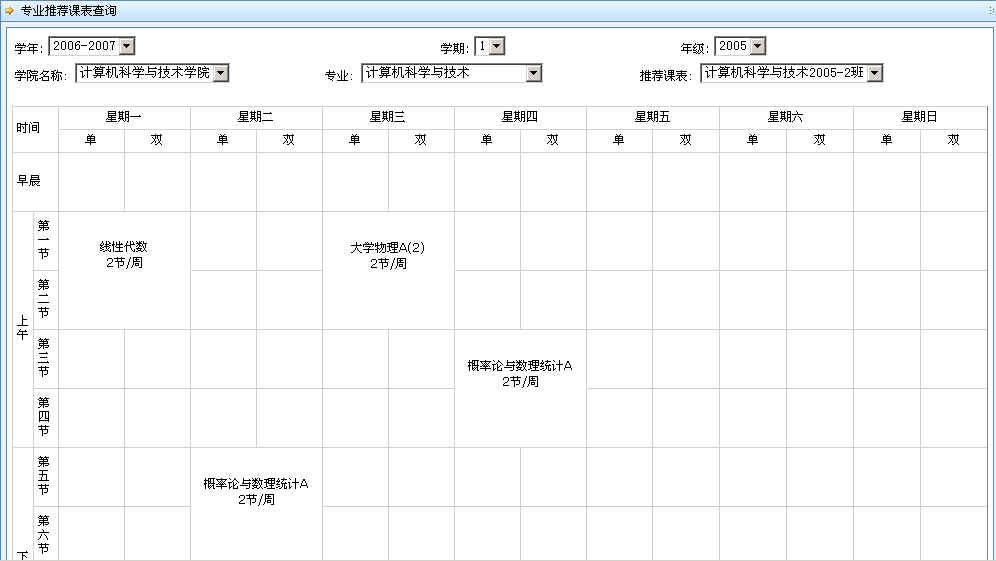 专业推荐课表查询
学年: 2006-2007 学期: 1 年级: 2005
学院名称: 计算机科学与技术学院 专业: 计算机科学与技术 推荐课表: 计算机科学与技术2005-2班
时间 星期一 星期二 星期三 星期四 星期五 星期六 星期日
单 双 单 双 单 双 单 双 单 双 单 双 单 双
早晨
上午
第一节
线性代数
2节/周
大学物理A(2)
2节/周
第二节
第三节
概率论与数理统计A
2节/周
第四节
下
第五节
概率论与数理统计A
2节/周
第六节